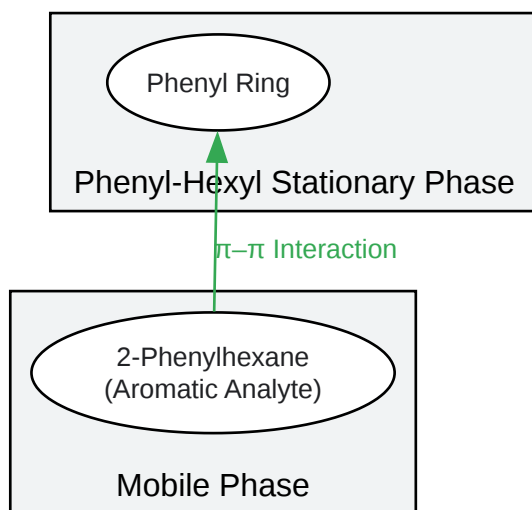 Phenyl Ring
Phenyl-Hexyl Stationary Phase
π–π Interaction
2-Phenylhexane
(Aromatic Analyte)
Mobile Phase